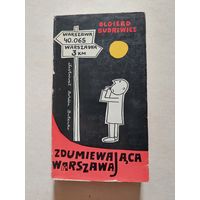 OLGIERD
BUDREWICZ
WARSZAWA
40.065
WARSZAWA
3 KM
ZDUMIEWAJĄCA
WARSZAWA